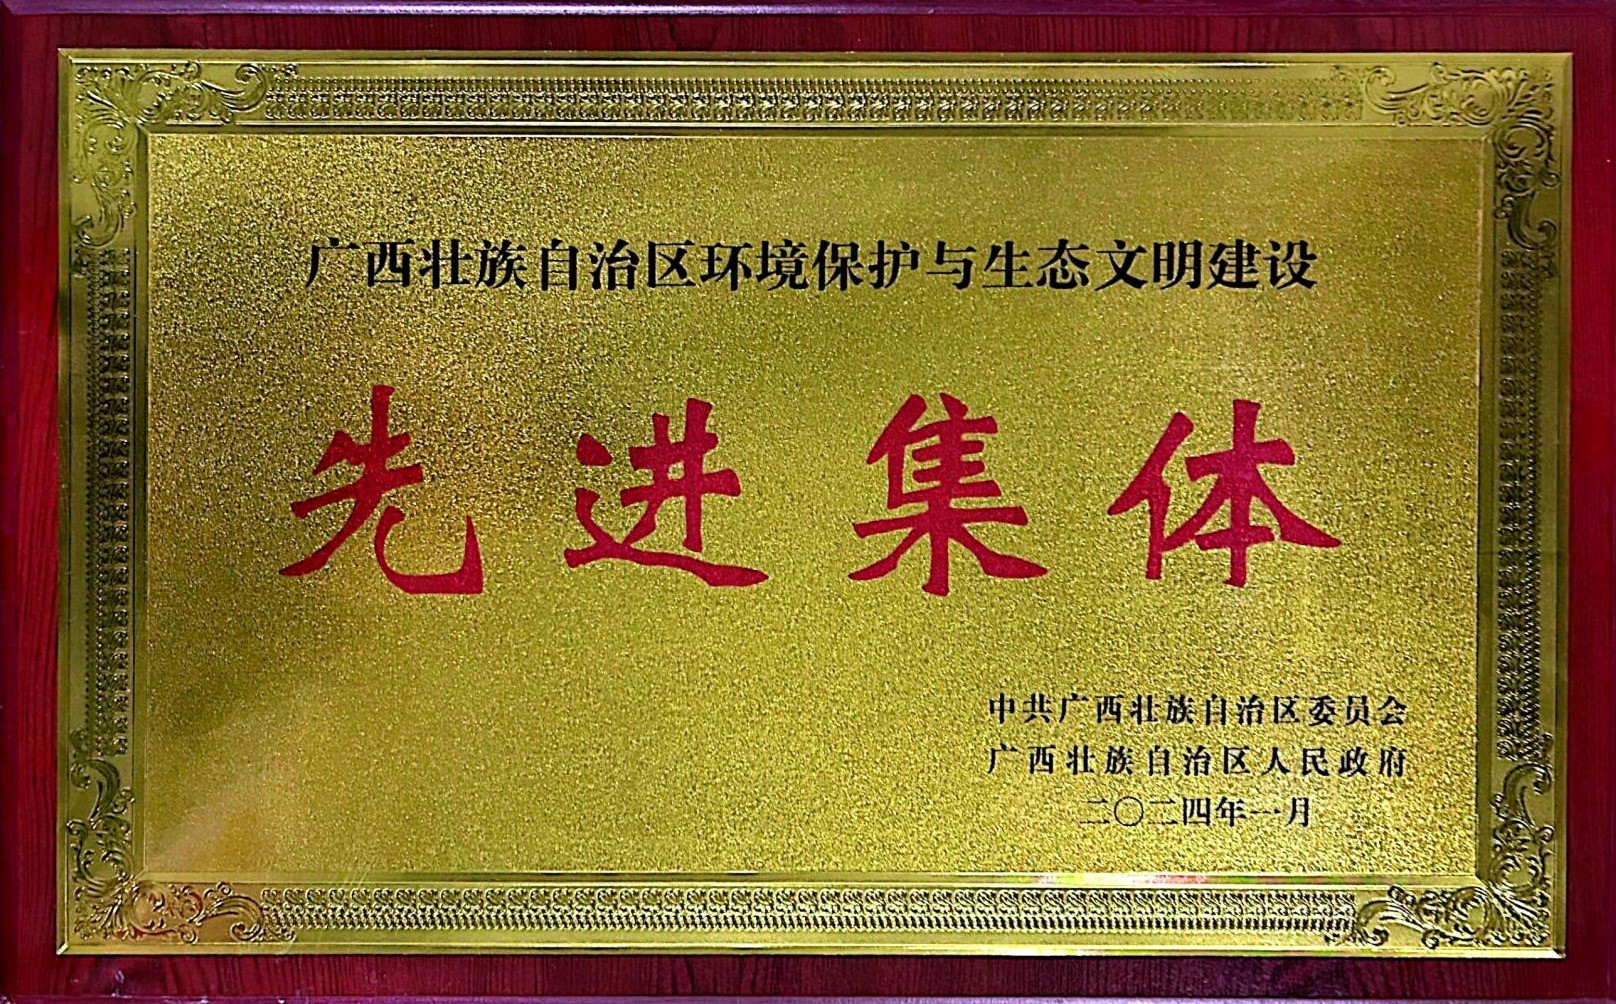 广西壮族自治区环境保护与生态文明建设
先进集体
中共广西壮族自治区委员会
广西壮族自治区人民政府
二〇二四年一月